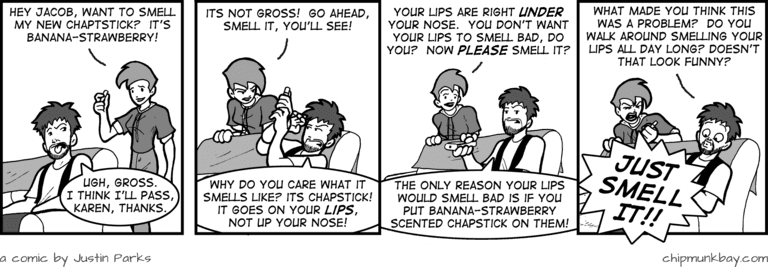 HEY JACOB, WANT TO SMELL
MY NEW CHAPTSTICK? IT'S
BANANA-STRAWBERRY!
UGH, GROSS.
I THINK I'LL PASS,
KAREN, THANKS.
ITS NOT GROSS! GO AHEAD,
SMELL IT, YOU'LL SEE!
WHY DO YOU CARE WHAT IT
SMELLS LIKE? ITS CHAPSTICK!
IT GOES ON YOUR LIPS,
NOT UP YOUR NOSE!
YOUR LIPS ARE RIGHT UNDER
YOUR NOSE. YOU DON'T WANT
YOUR LIPS TO SMELL BAD, DO
YOU? NOW PLEASE SMELL IT?
THE ONLY REASON YOUR LIPS
WOULD SMELL BAD IS IF YOU
PUT BANANA-STRAWBERRY
SCENTED CHAPSTICK ON THEM!
WHAT MADE YOU THINK THIS
WAS A PROBLEM? DO YOU
WALK AROUND SMELLING YOUR
LIPS ALL DAY LONG? DOESN'T
THAT LOOK FUNNY?
JUST
SMELL
IT!!
a comic by Justin Parks
chipmunkbay.com